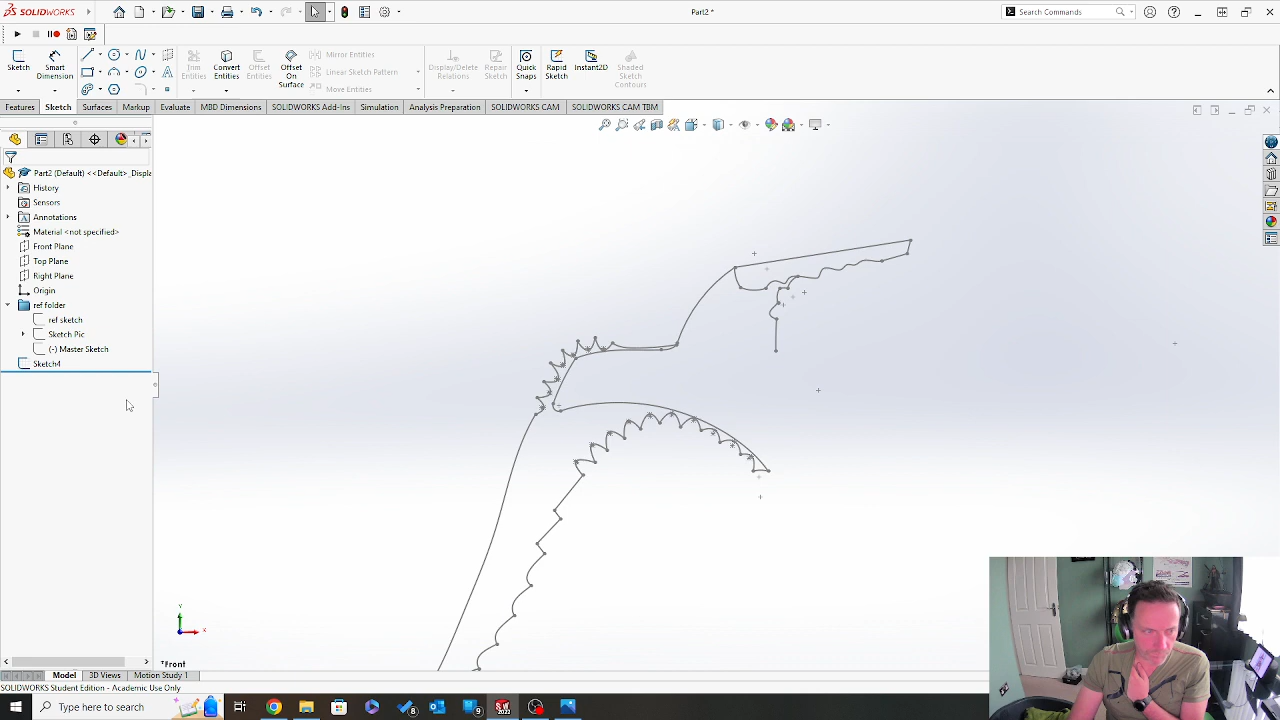 SOLIDWORKS
Part2 *
Search Commands
Sketch
Smart Dimension
Trim Entities
Convert Entities
Offset Entities
Offset On Surface
Mirror Entities
Linear Sketch Pattern
Move Entities
Display/Delete Relations
Repair Sketch
Quick Snaps
Rapid Sketch
Instant2D
Shaded Sketch Contours
Features
Sketch
Surfaces
Markup
Evaluate
MBD Dimensions
SOLIDWORKS Add-Ins
Simulation
Analysis Preparation
SOLIDWORKS CAM
SOLIDWORKS CAM TBM
Part2 (Default) <<Default>_Displa
History
Sensors
Annotations
Material <not specified>
Front Plane
Top Plane
Right Plane
Origin
ref folder
ref sketch
Sketch Pic
(-) Master Sketch
Sketch4
Y
X
*Front
Model
3D Views
Motion Study 1
SOLIDWORKS Student Edition - Academic Use Only
Type here to search